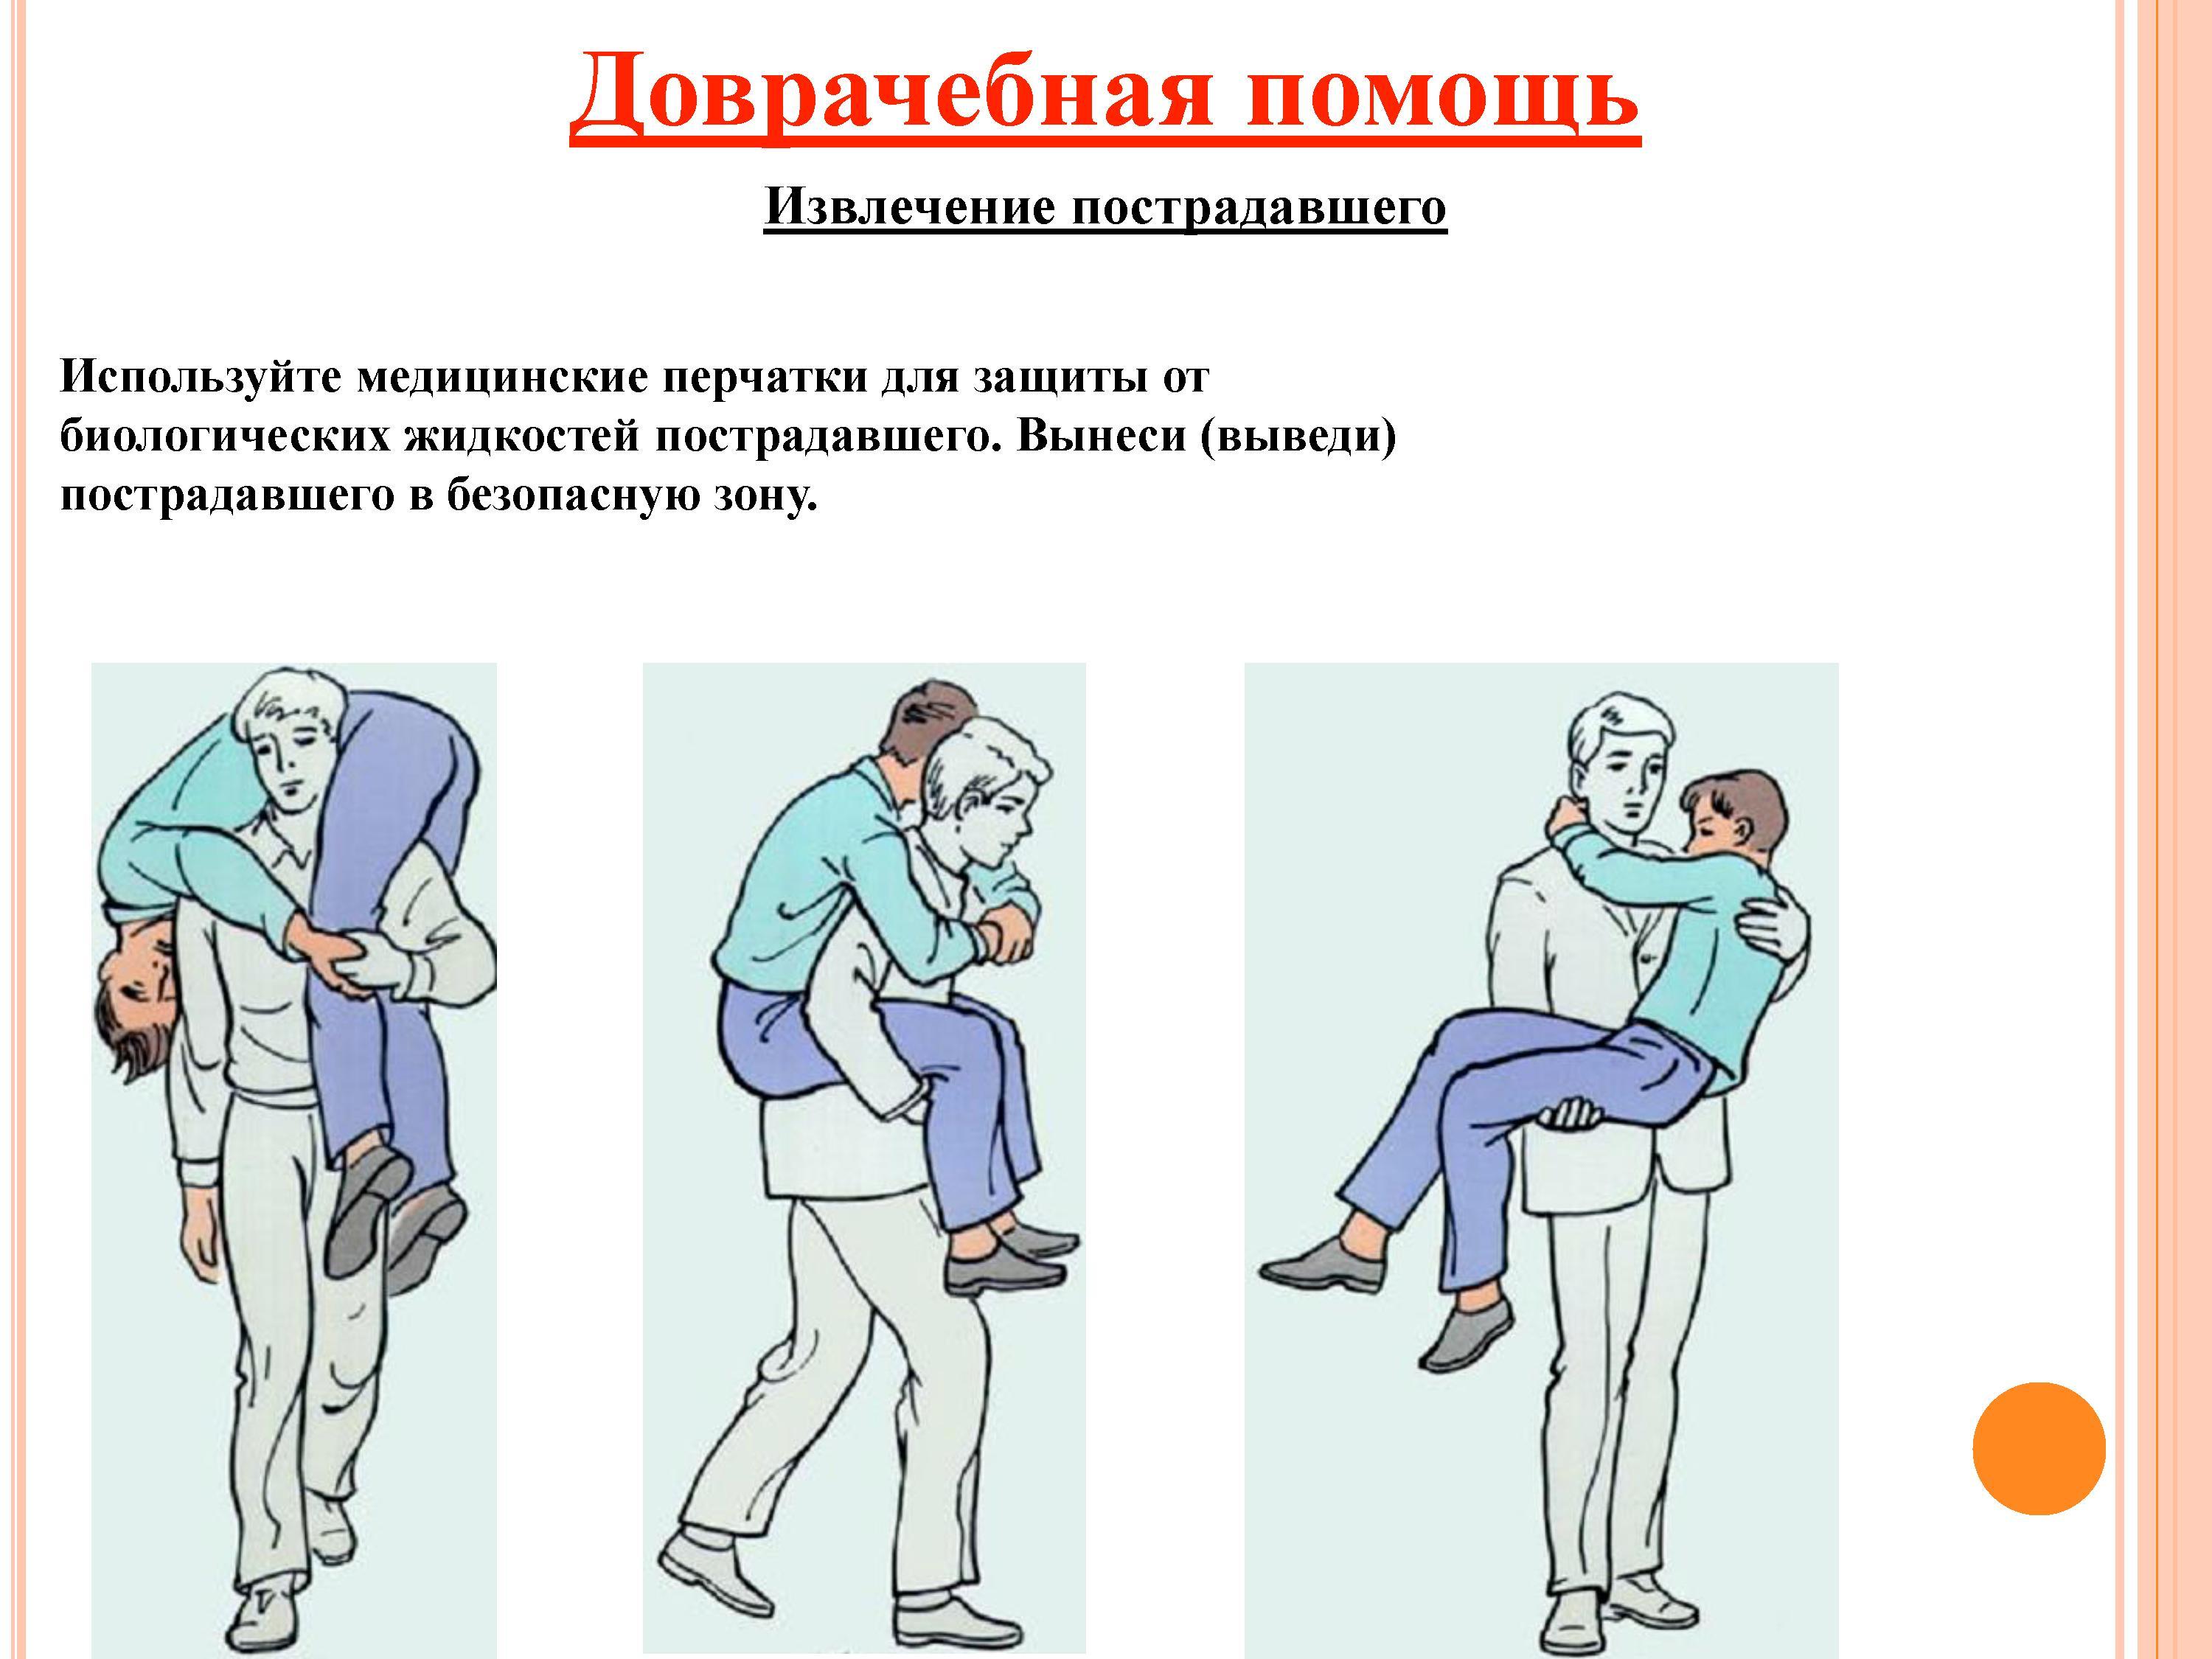 Доврачебная помощь
Извлечение пострадавшего
Используйте медицинские перчатки для защиты от
биологических жидкостей пострадавшего. Вынеси (выведи)
пострадавшего в безопасную зону.